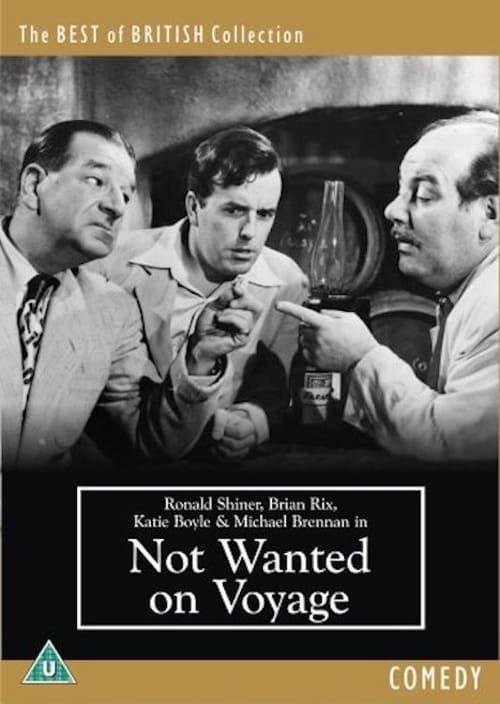 The BEST of BRITISH Collection
Ronald Shiner, Brian Rix,
Katie Boyle & Michael Brennan in
Not Wanted
on Voyage
U
COMEDY